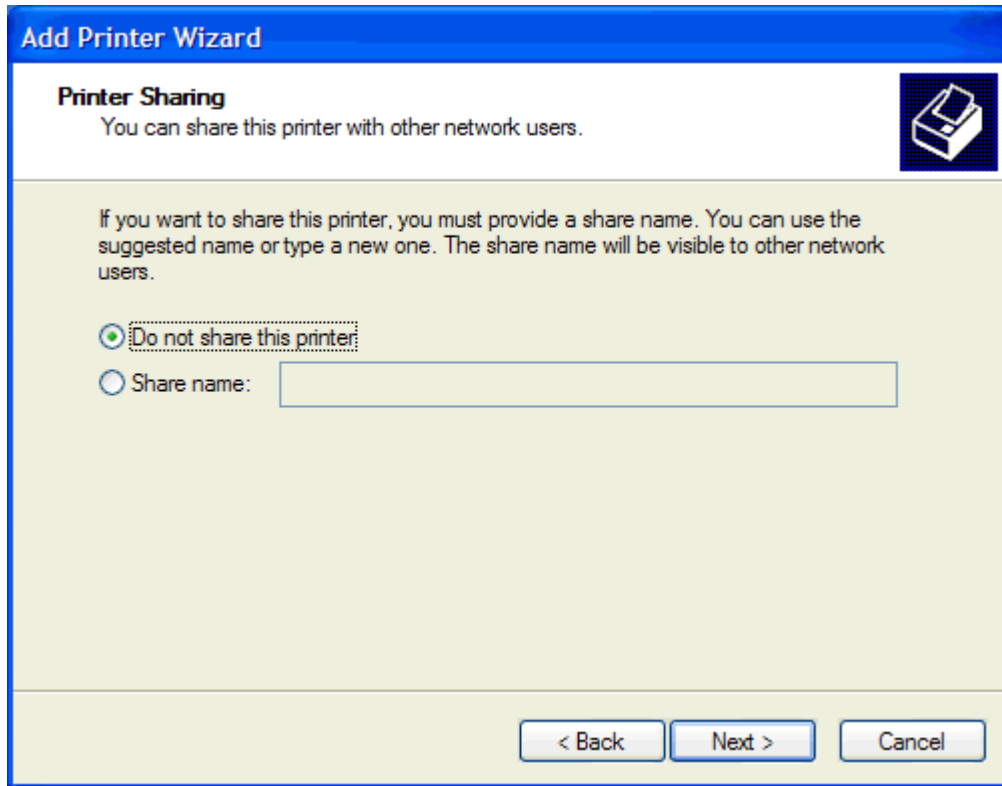 Add Printer Wizard
Printer Sharing
You can share this printer with other network users.
If you want to share this printer, you must provide a share name. You can use the
suggested name or type a new one. The share name will be visible to other network
users.
Do not share this printer
Share name:
< Back Next > Cancel